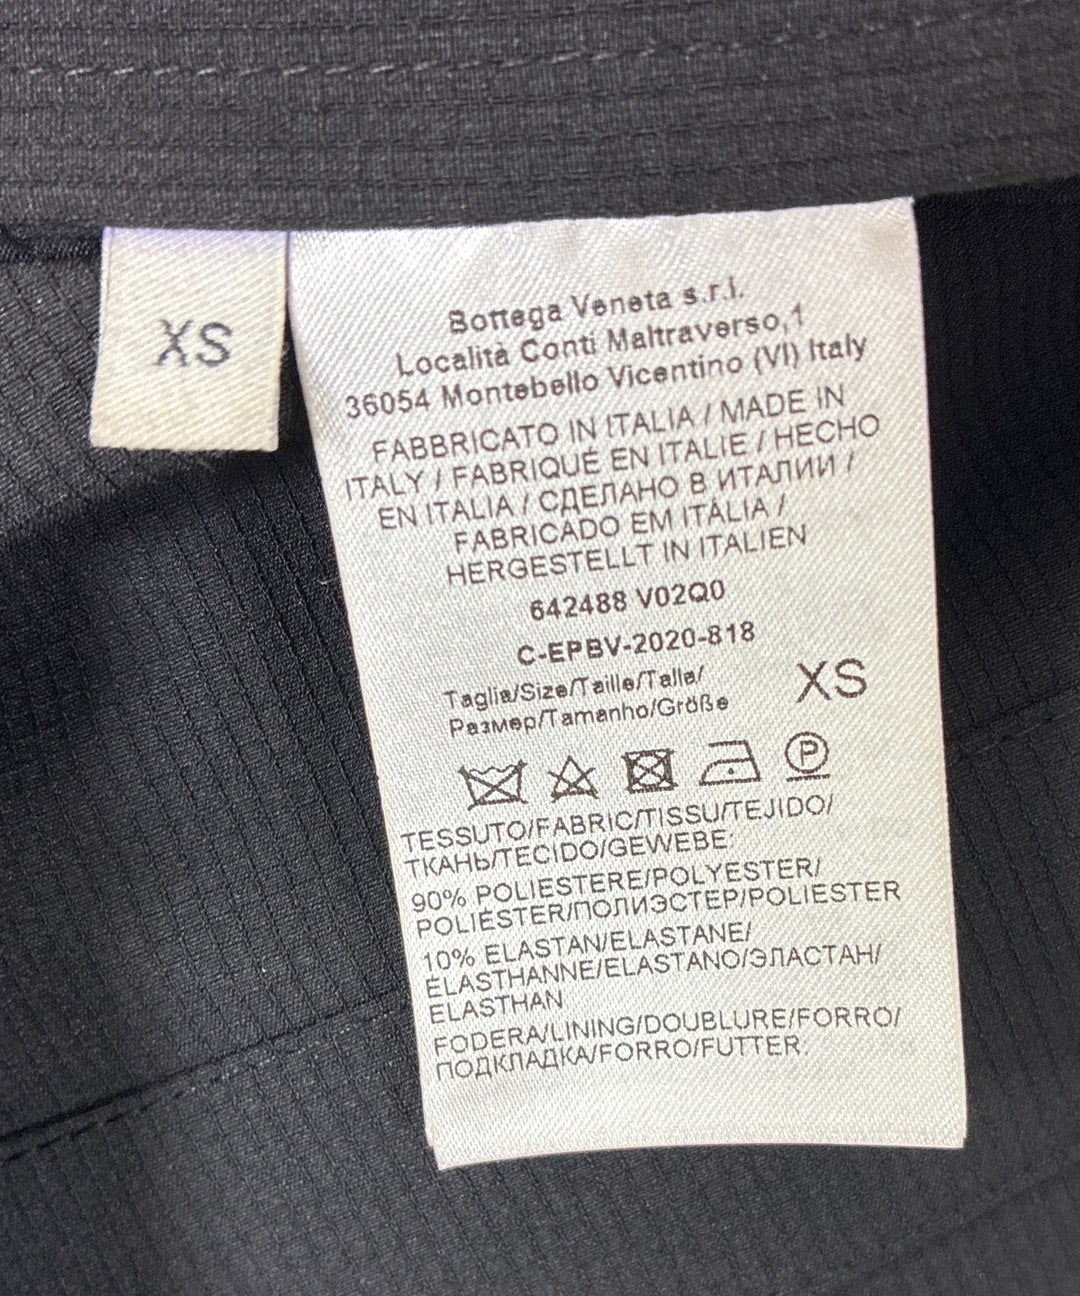 XS
Bottega Veneta s.r.l.
Località Conti Maltraverso,1
36054 Montebello Vicentino (VI) Italy
FABBRICATO IN ITALIA / MADE IN
ITALY / FABRIQUÉ EN ITALIE / HECHO
EN ITALIA / СДЕЛАНО В ИТАЛИИ /
FABRICADO EM ITÁLIA /
HERGESTELLT IN ITALIEN
642488 V02Q0
C-EPBV-2020-818
Taglia/Size/Taille/Talla/
Размер/Tamanho/Größe
XS
P
TESSUTO/FABRIC/TISSU/TEJIDO/
ТКАНЬ/TECIDO/GEWEBE:
90% POLIESTERE/POLYESTER/
POLIÉSTER/ПОЛИЭСТЕР/POLIESTER
10% ELASTAN/ELASTANE/
ÉLASTHANNE/ELASTANO/ЭЛАСТАН/
ELASTHAN
FODERA/LINING/DOUBLURE/FORRO/
ПОДКЛАДКА/FORRO/FUTTER: